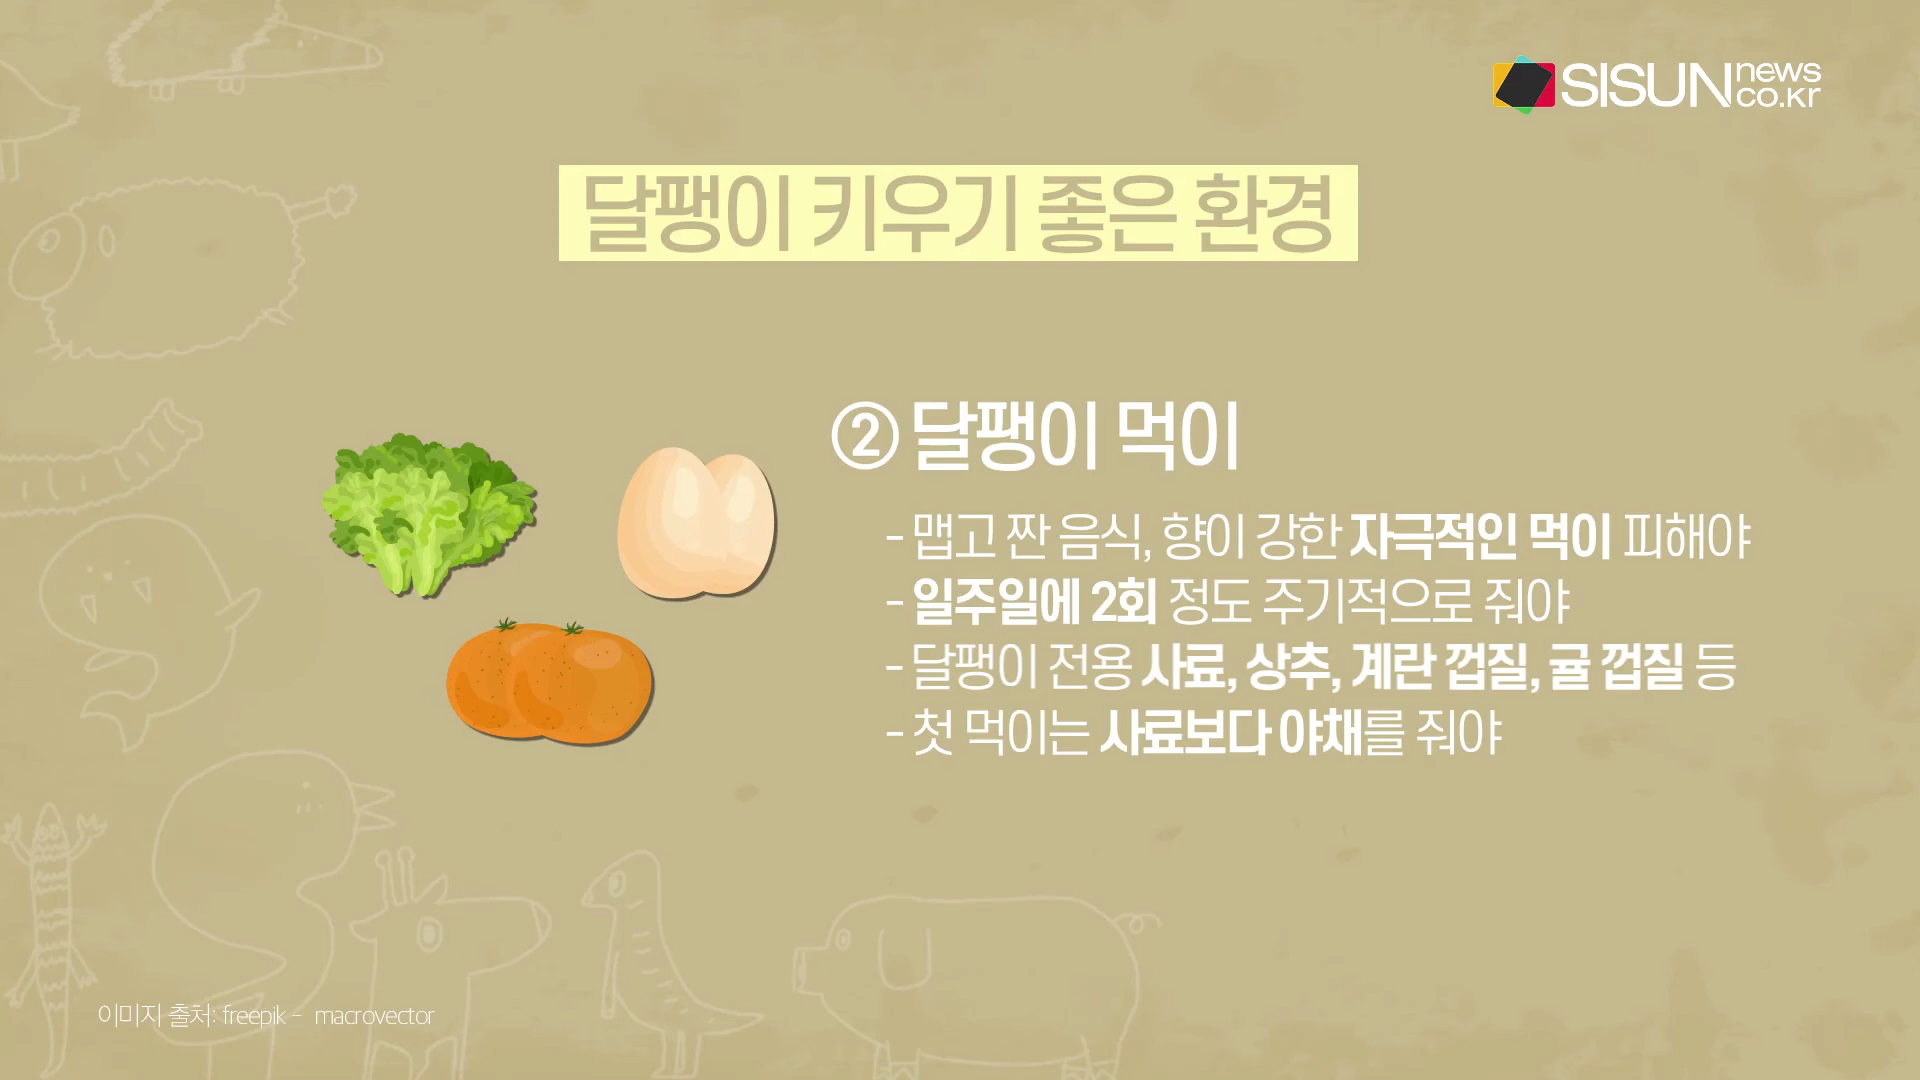 SISUN news
co.kr
달팽이 키우기 좋은 환경
② 달팽이 먹이
- 맵고 짠 음식, 향이 강한 자극적인 먹이 피해야
- 일주일에 2회 정도 주기적으로 줘야
- 달팽이 전용 사료, 상추, 계란 껍질, 귤 껍질 등
- 첫 먹이는 사료보다 야채를 줘야
이미지 출처: freepik - macrovector